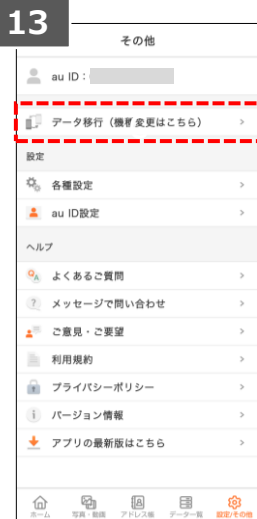 13
その他
au ID：
データ移行（機種変更はこちら）
設定
各種設定
au ID設定
ヘルプ
よくあるご質問
メッセージで問い合わせ
ご意見・ご要望
利用規約
プライバシーポリシー
バージョン情報
アプリの最新版はこちら
ホーム 写真・動画 アドレス帳 データ一覧 設定/その他